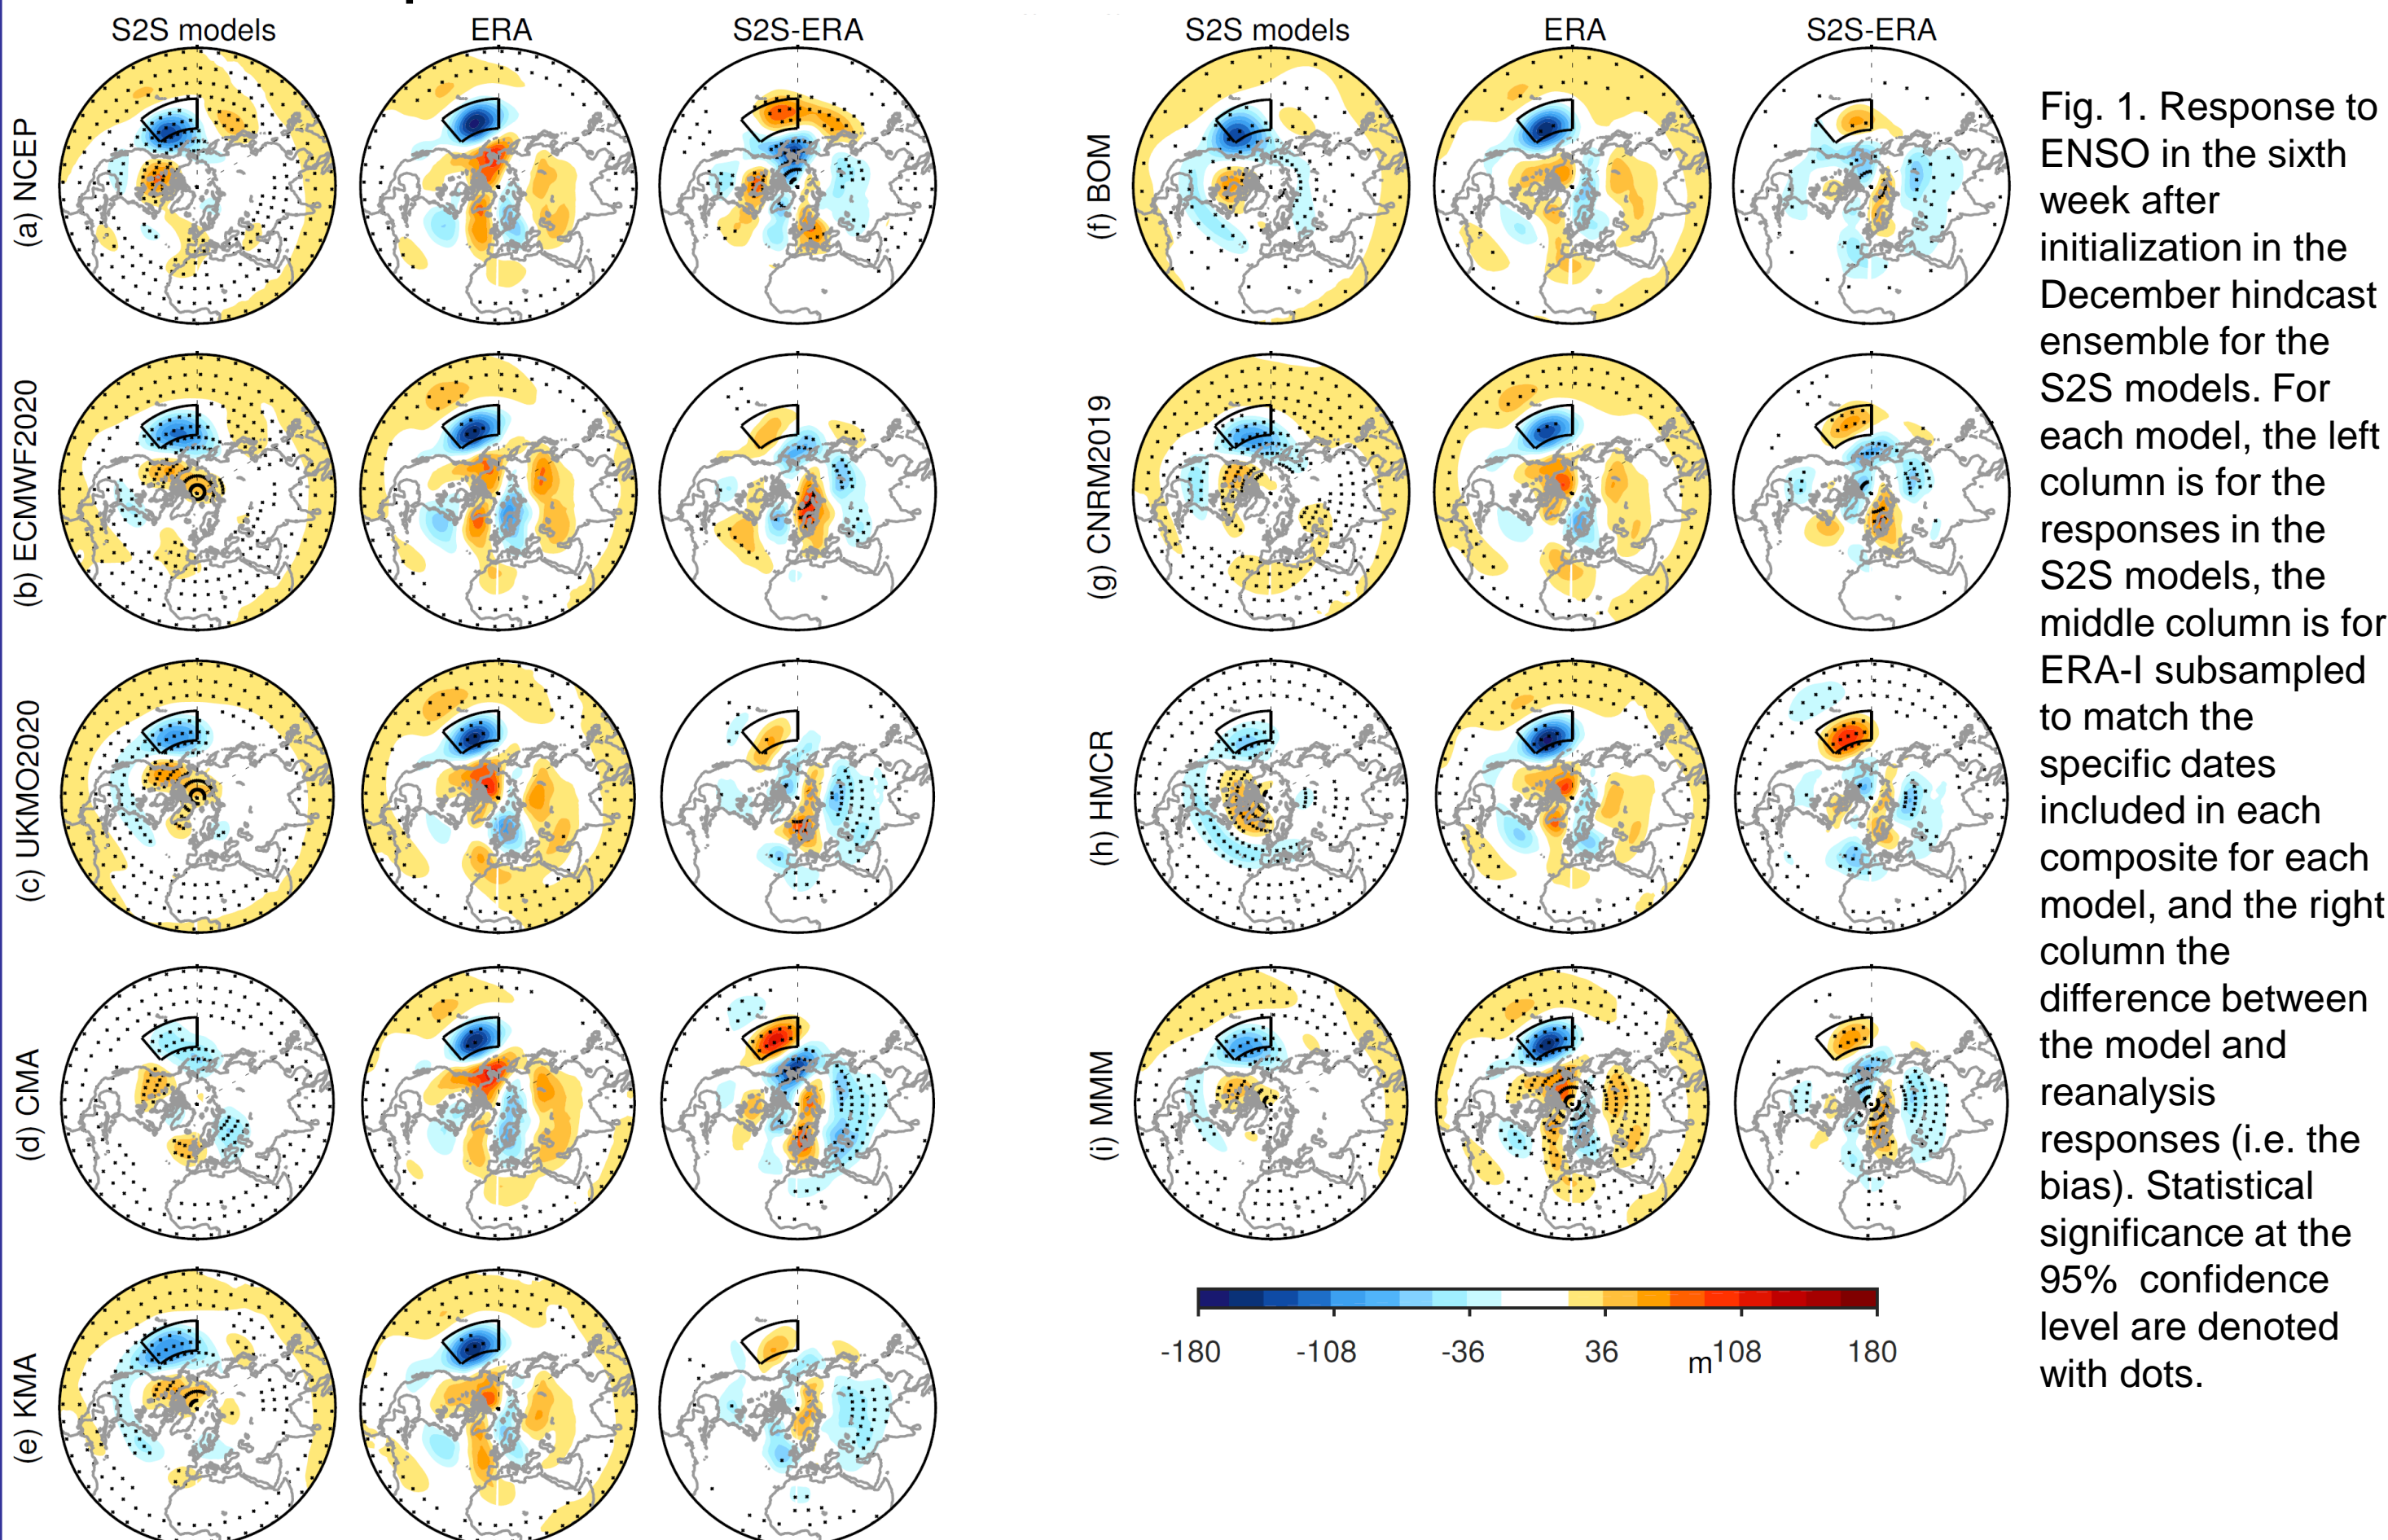 S2S models
ERA
S2S-ERA
(a) NCEP
(b) ECMWF2020
(c) UKMO2020
(d) CMA
(e) KMA
S2S models
ERA
S2S-ERA
(f) BOM
(g) CNRM2019
(h) HMCR
(i) MMM
-180 -108 -36 36 m 108 180
Fig. 1. Response to
ENSO in the sixth
week after
initialization in the
December hindcast
ensemble for the
S2S models. For
each model, the left
column is for the
responses in the
S2S models, the
middle column is for
ERA-I subsampled
to match the
specific dates
included in each
composite for each
model, and the right
column the
difference between
the model and
reanalysis
responses (i.e. the
bias). Statistical
significance at the
95%  confidence
level are denoted
with dots.